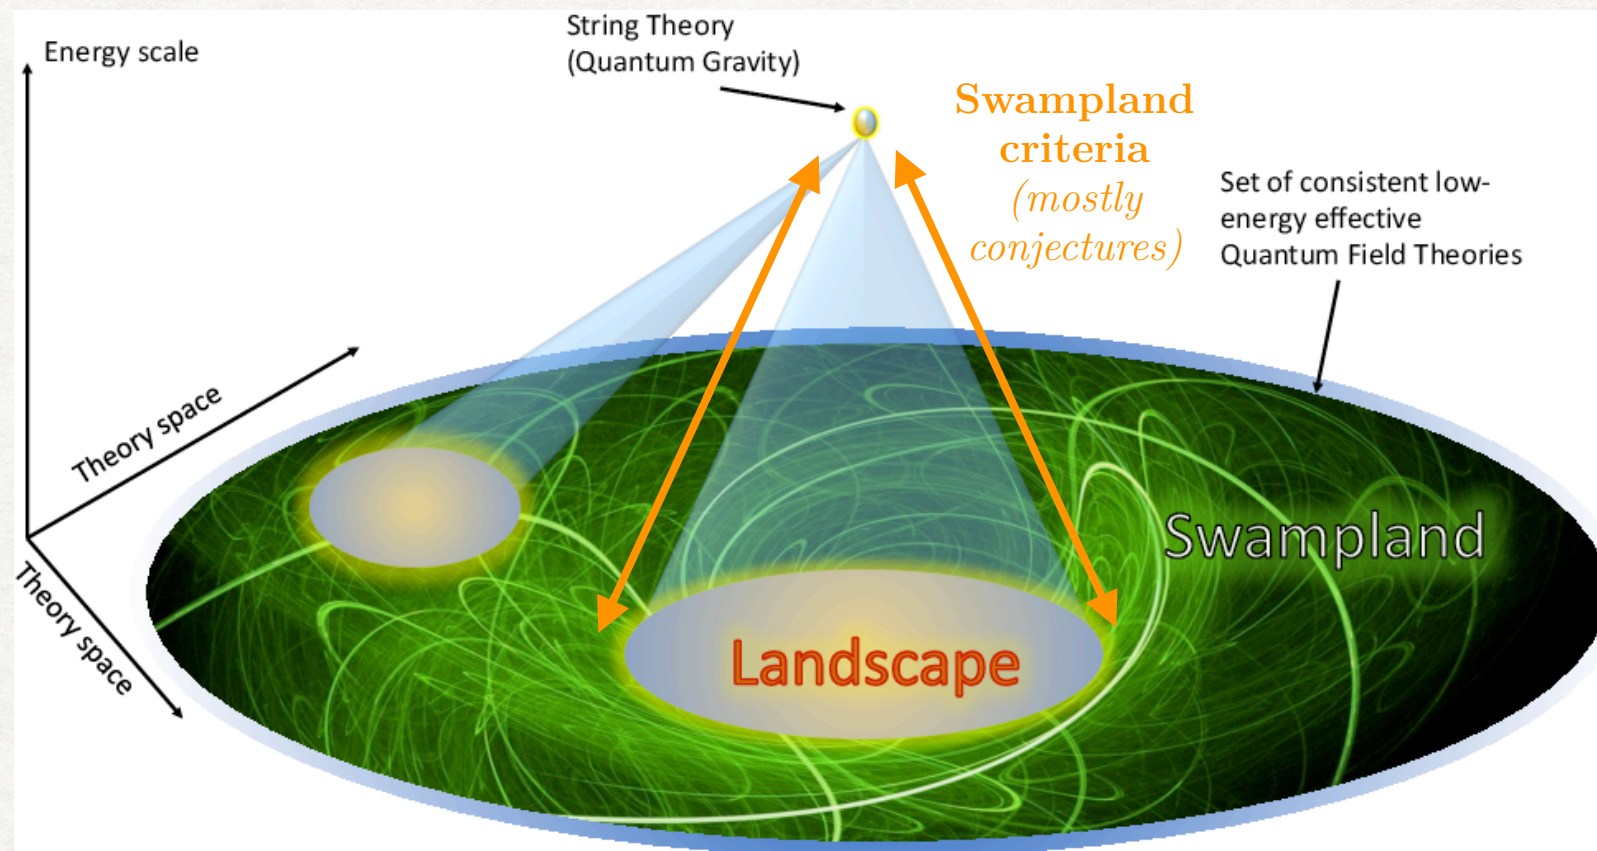 Energy scale
String Theory
(Quantum Gravity)
Swampland
criteria
(mostly
conjectures)
Set of consistent low-
energy effective
Quantum Field Theories
Theory space
Theory space
Swampland
Landscape